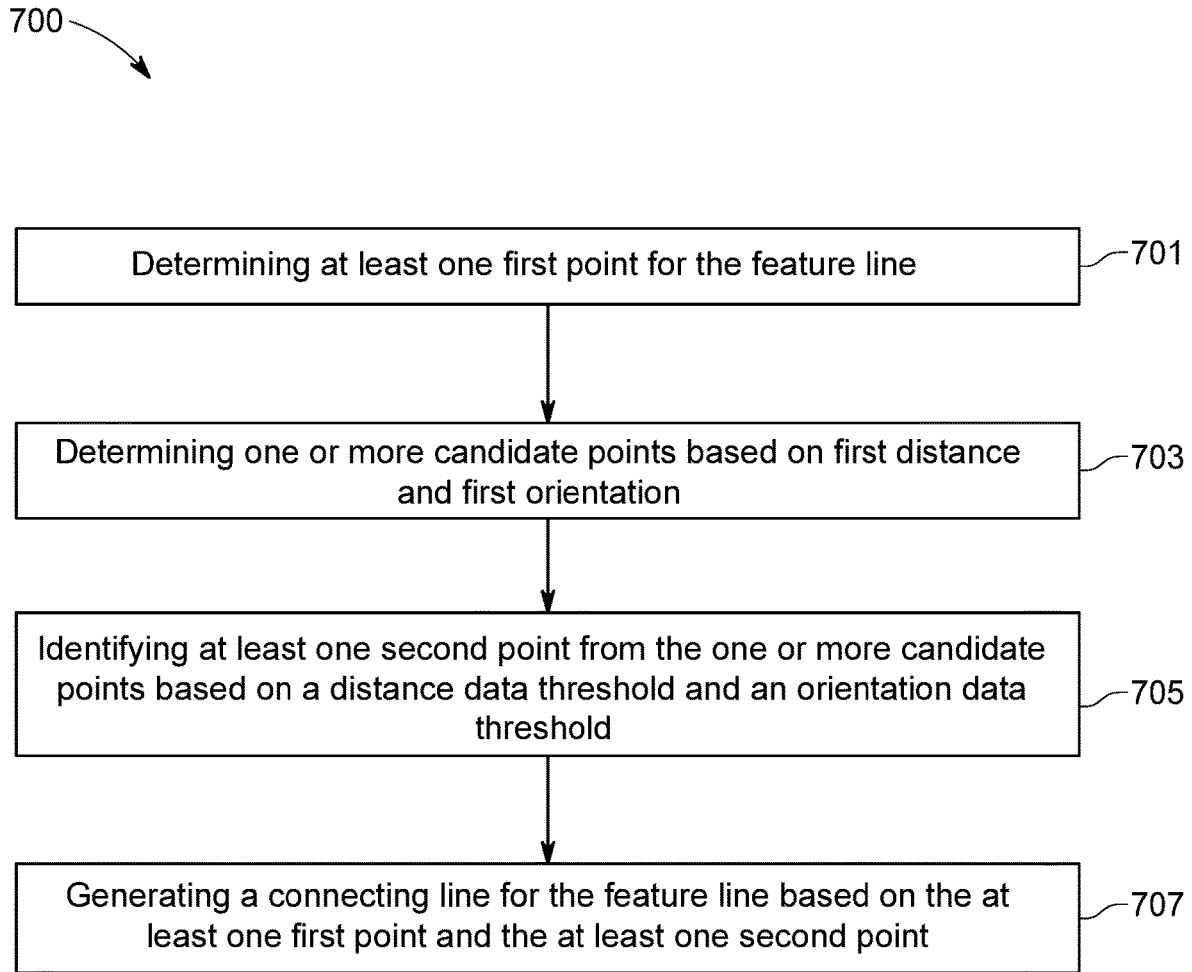 700
Determining at least one first point for the feature line
701
Determining one or more candidate points based on first distance
and first orientation
703
Identifying at least one second point from the one or more candidate
points based on a distance data threshold and an orientation data
threshold
705
Generating a connecting line for the feature line based on the at
least one first point and the at least one second point
707